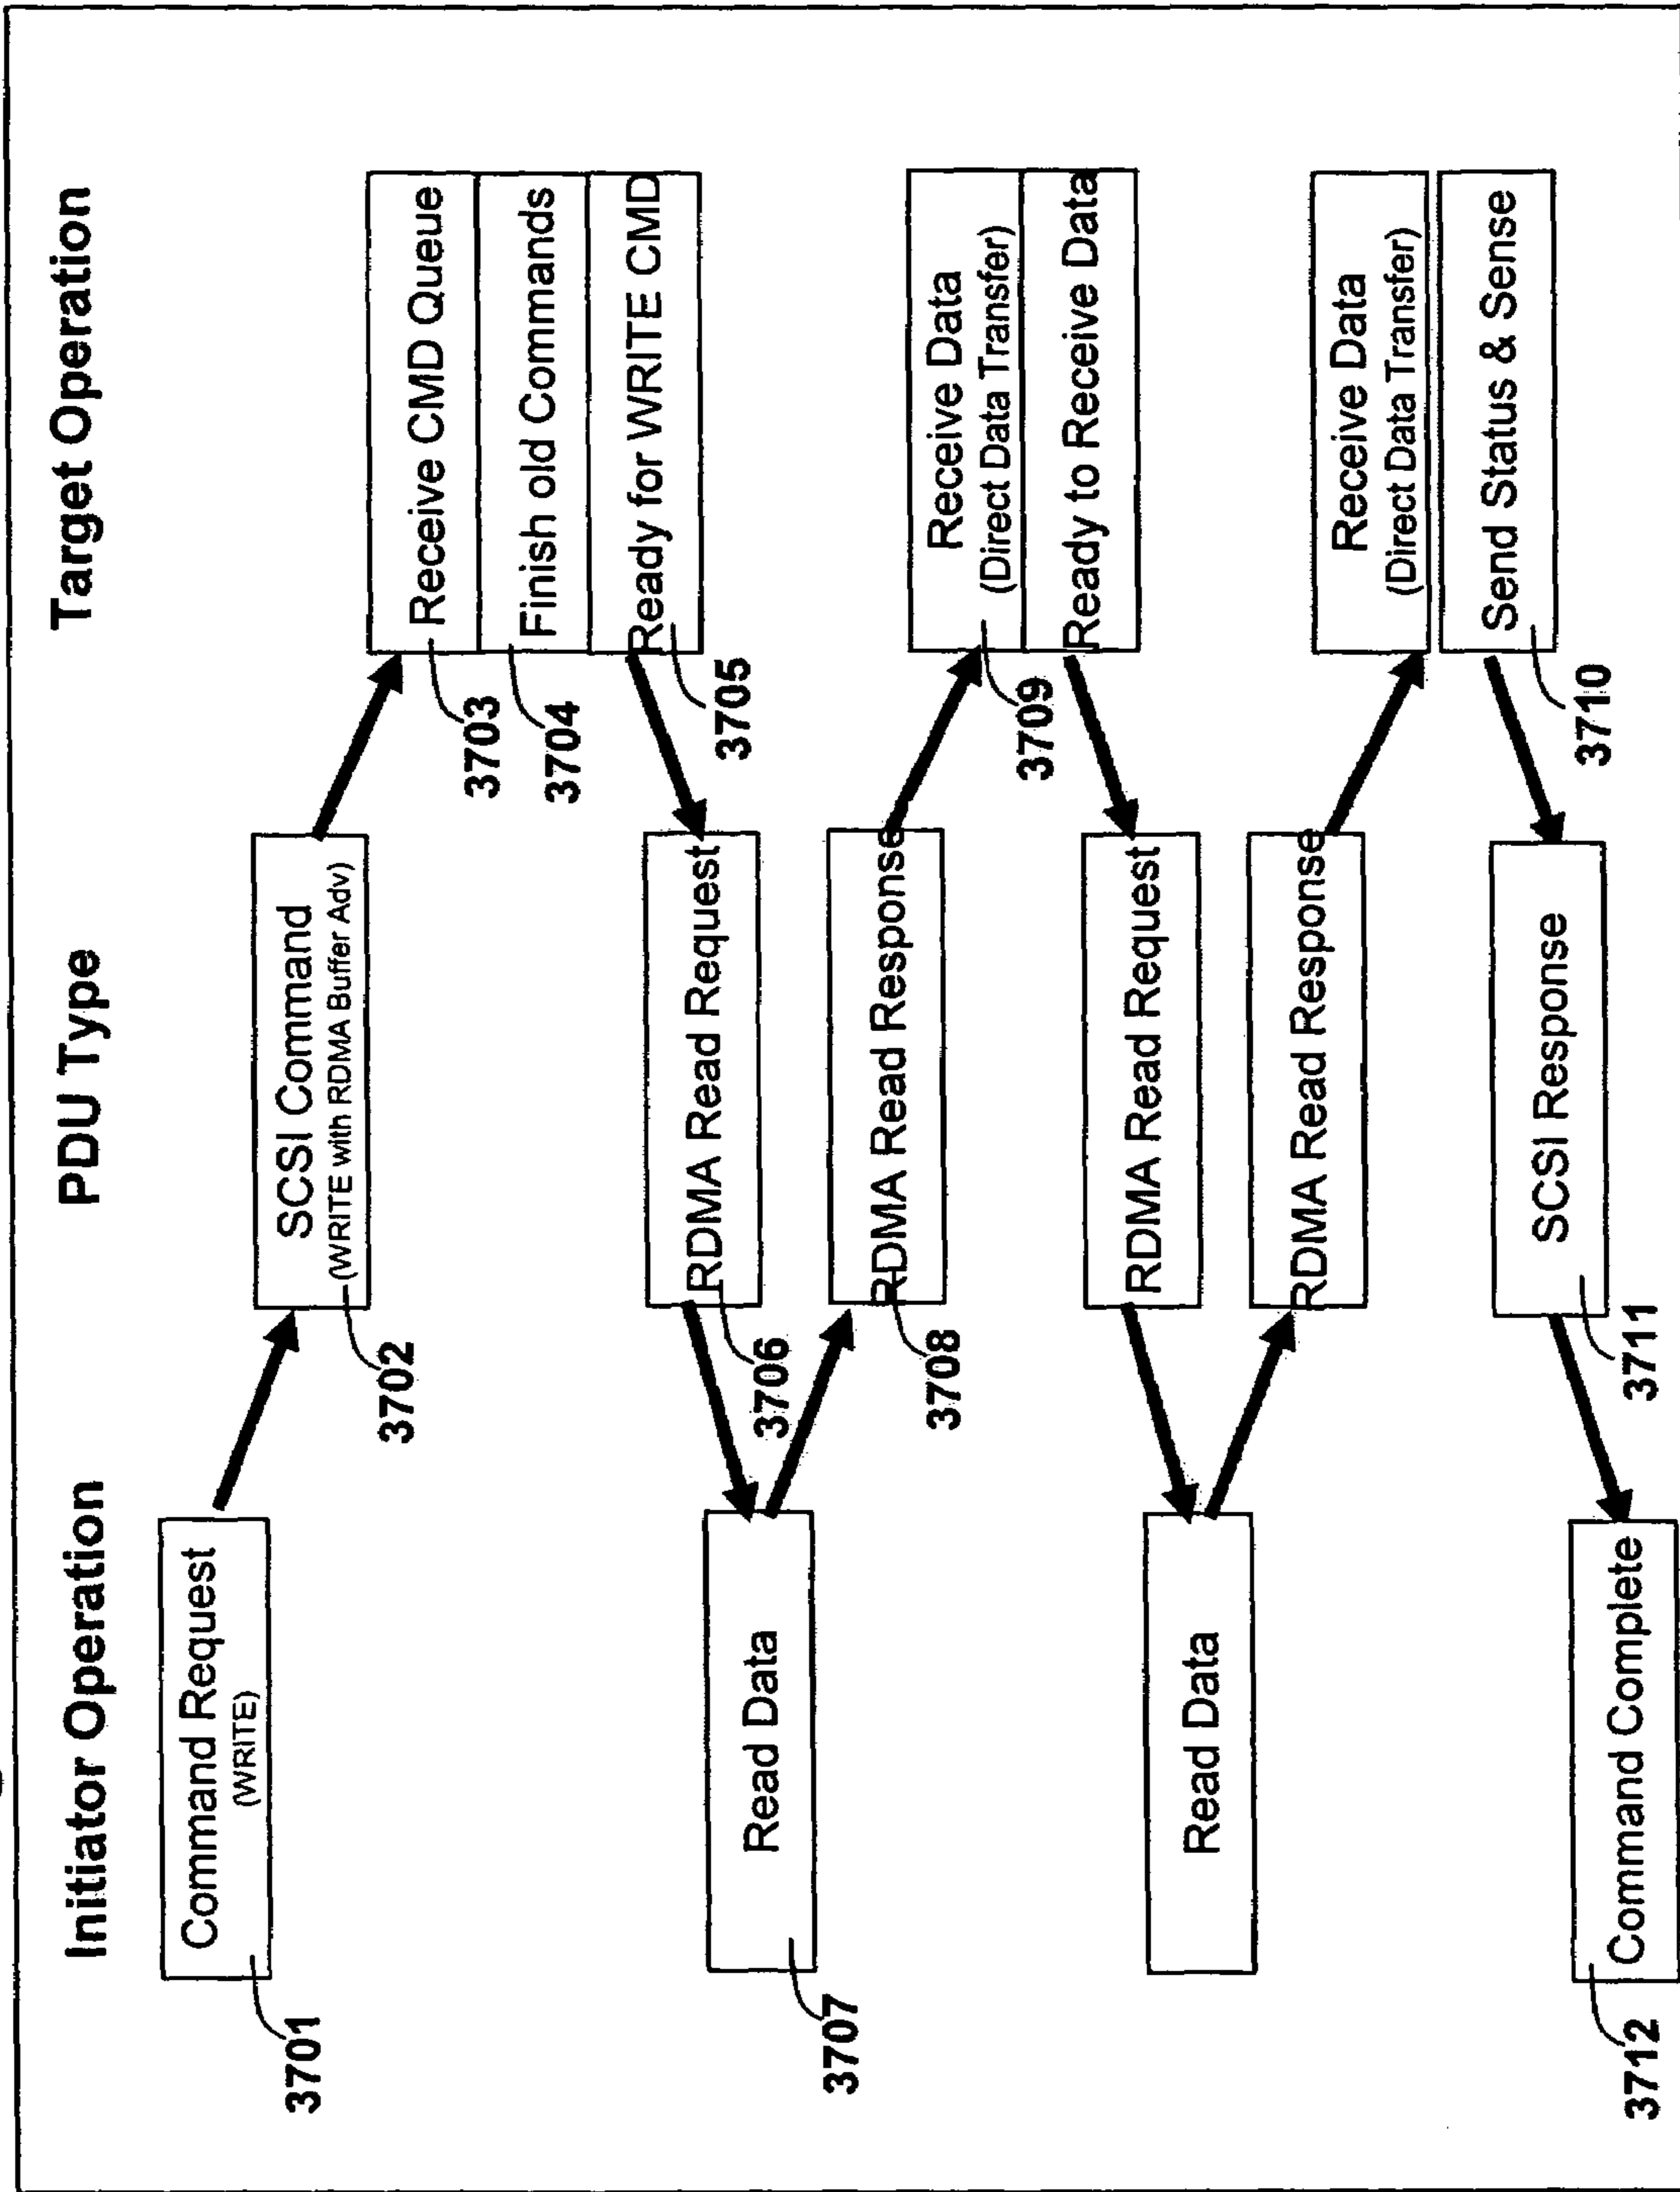 Initiator Operation
PDU Type
Target Operation
Command Request
(WRITE)
3701
SCSI Command
(WRITE with RDMA Buffer Adv)
3702
Receive CMD Queue
3703
Finish old Commands
3704
Ready for WRITE CMD
3705
RDMA Read Request
3706
Read Data
3707
RDMA Read Response
3708
Receive Data
(Direct Data Transfer)
3709
Ready to Receive Data
RDMA Read Request
Read Data
RDMA Read Response
Receive Data
(Direct Data Transfer)
Send Status & Sense
3710
SCSI Response
3711
Command Complete
3712